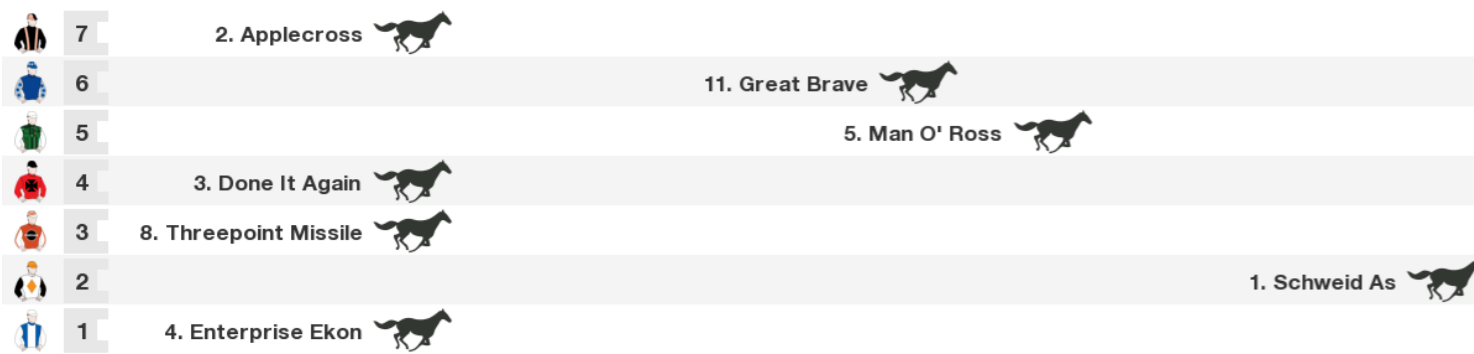 7 2. Applecross
6 11. Great Brave
5 5. Man O' Ross
4 3. Done It Again
3 8. Threepoint Missile
2 1. Schweid As
1 4. Enterprise Ekon